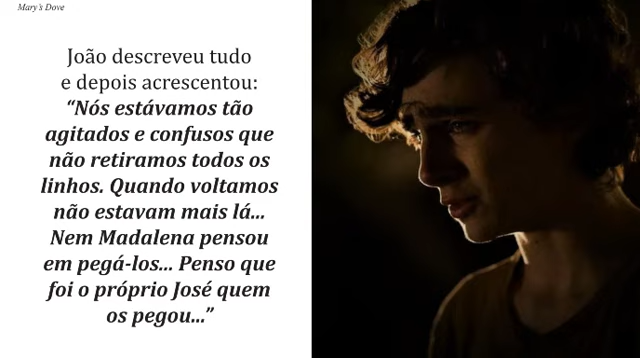 Mary's Dove
João descreveu tudo
e depois acrescentou:
“Nós estávamos tão
agitados e confusos que
não retiramos todos os
linhos. Quando voltamos
não estavam mais lá...
Nem Madalena pensou
em pegá-los... Penso que
foi o próprio José quem
os pegou...”